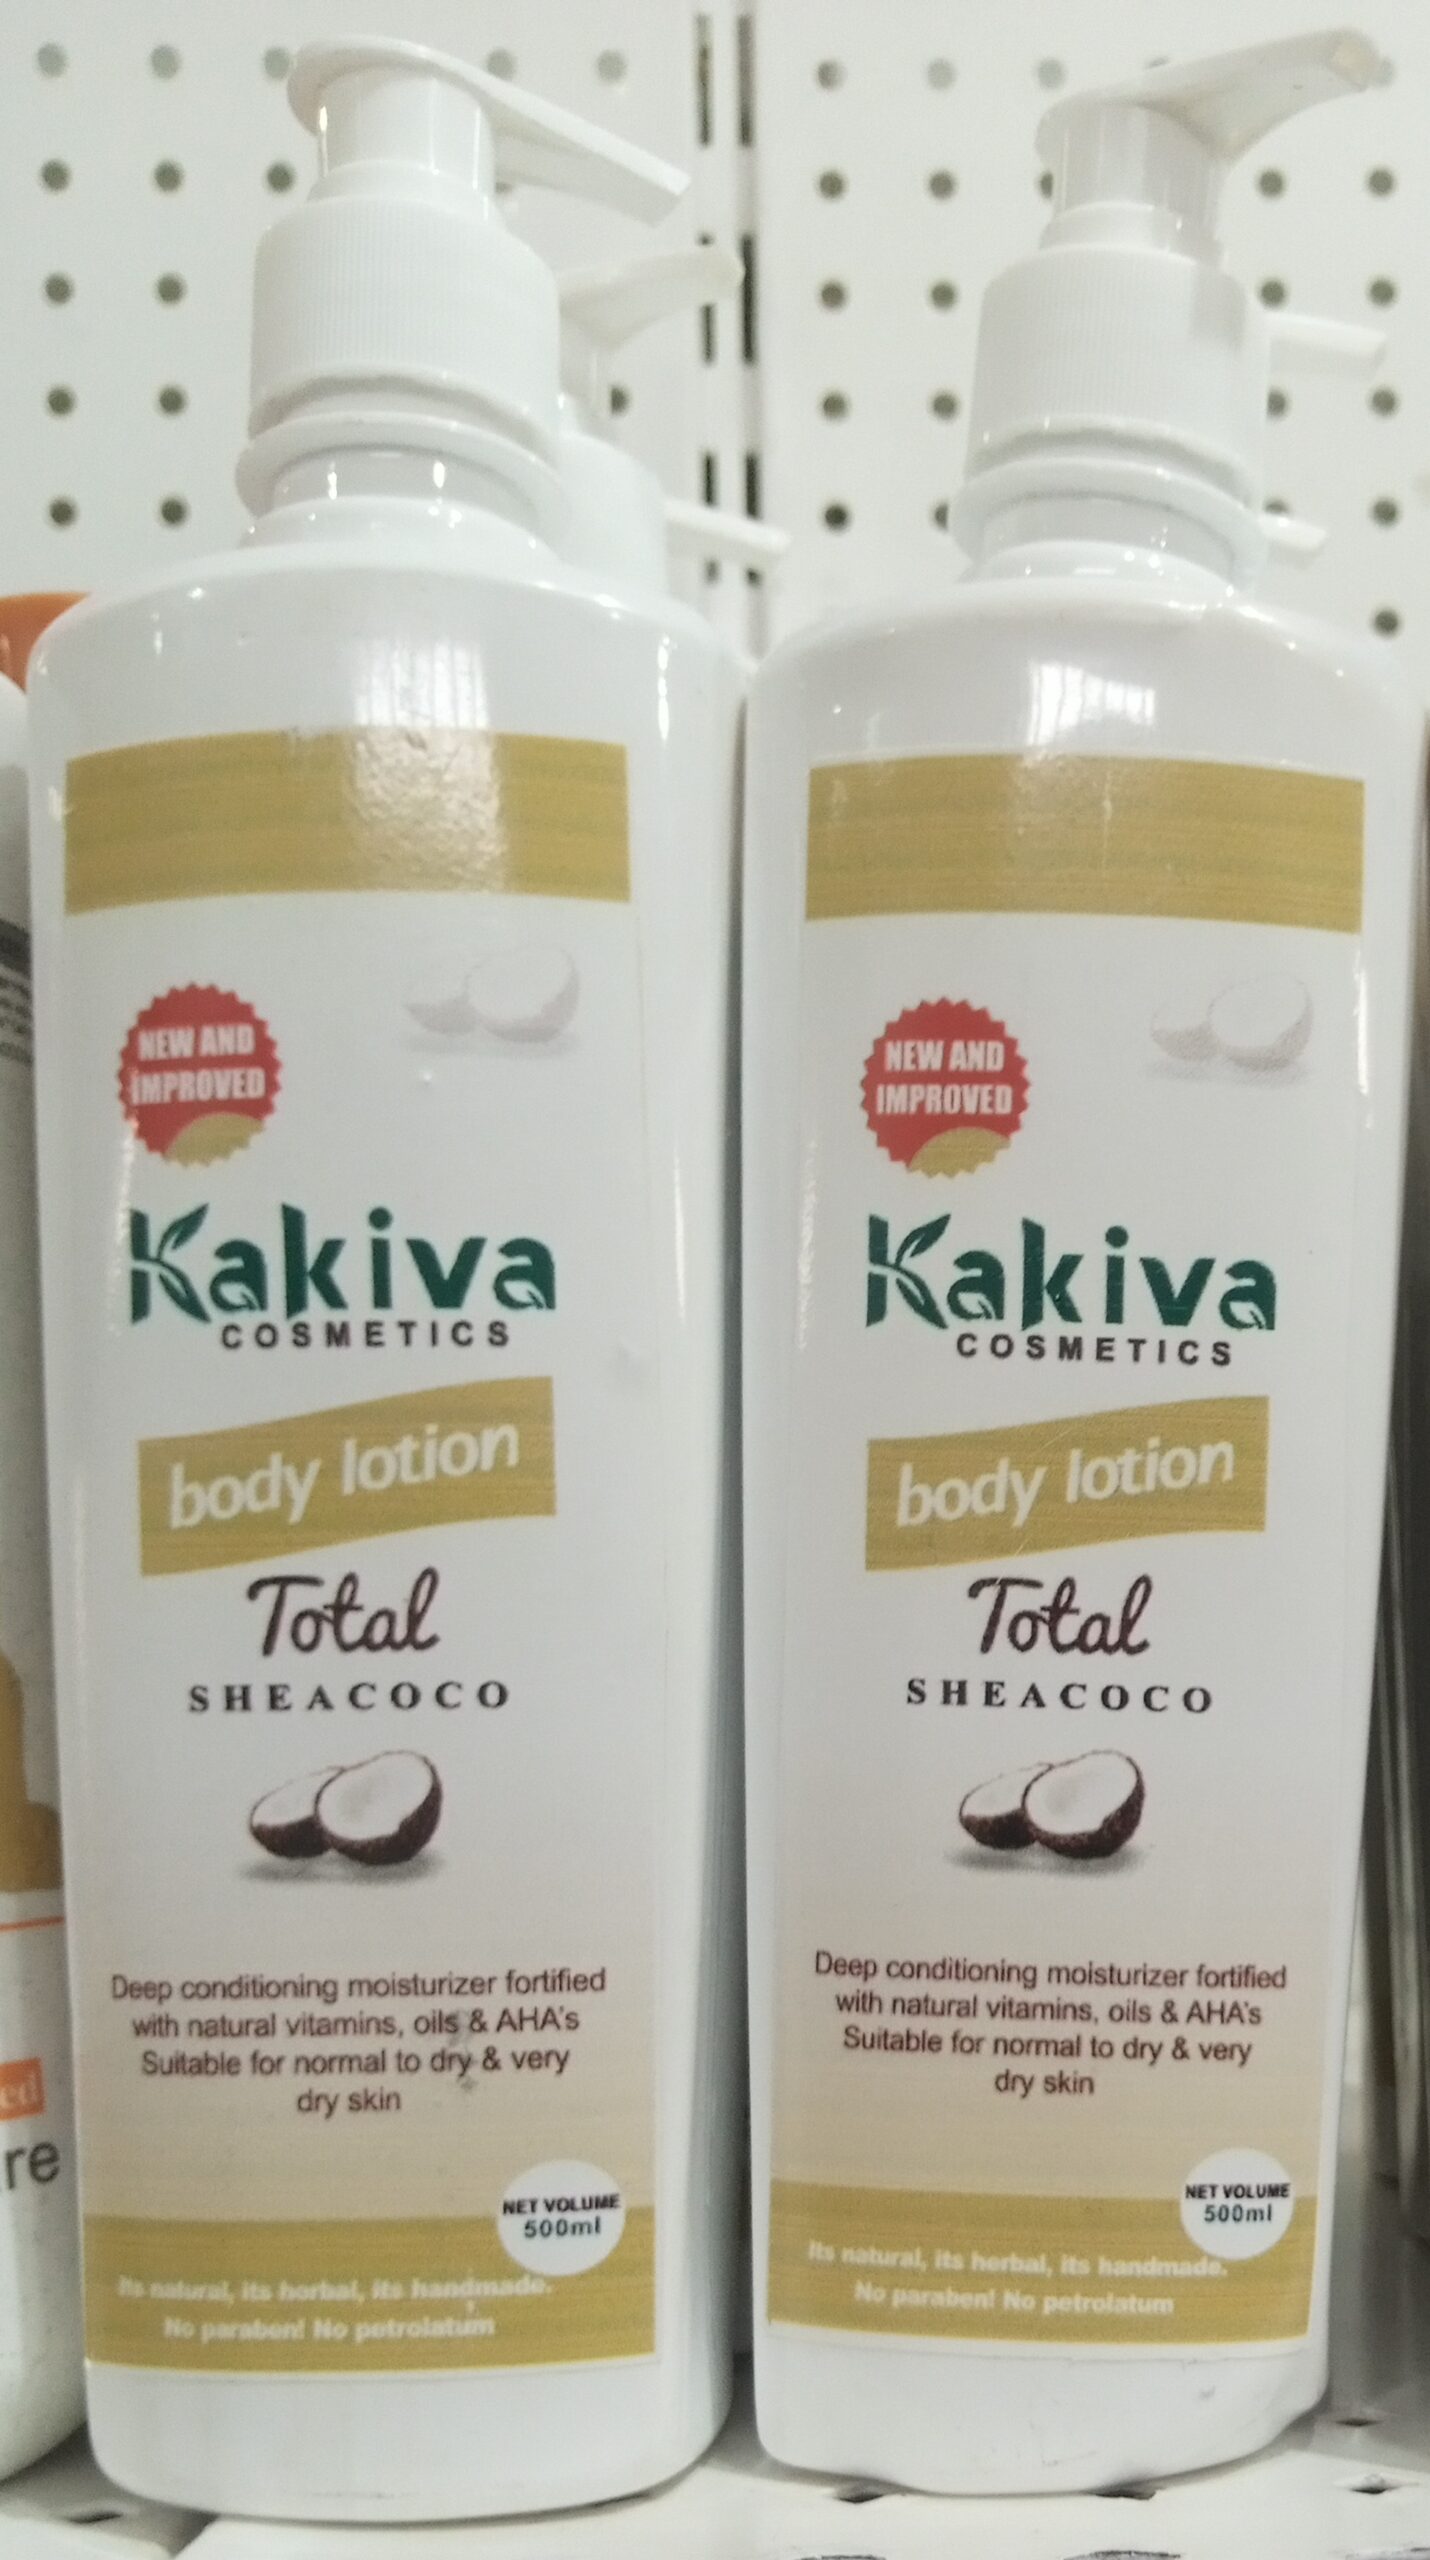 NEW AND
IMPROVED
Kakiva
COSMETICS
body lotion
Total
SHEACOCO
Deep conditioning moisturizer fortified
with natural vitamins, oils & AHA's
Suitable for normal to dry & very
dry skin
NET VOLUME
500ml
Its natural, its herbal, its handmade.
No paraben! No petrolatum
NEW AND
IMPROVED
Kakiva
COSMETICS
body lotion
Total
SHEACOCO
Deep conditioning moisturizer fortified
with natural vitamins, oils & AHA's
Suitable for normal to dry & very
dry skin
NET VOLUME
500ml
Its natural, its herbal, its handmade.
No paraben! No petrolatum